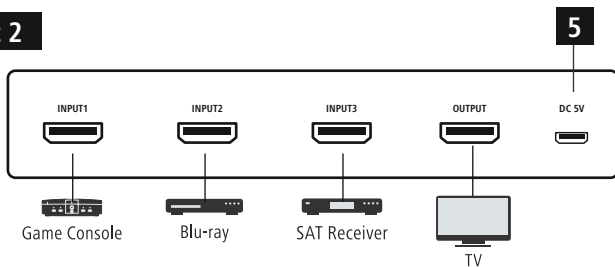 2
5
INPUT1 INPUT2 INPUT3 OUTPUT DC 5V
Game Console Blu-ray SAT Receiver TV